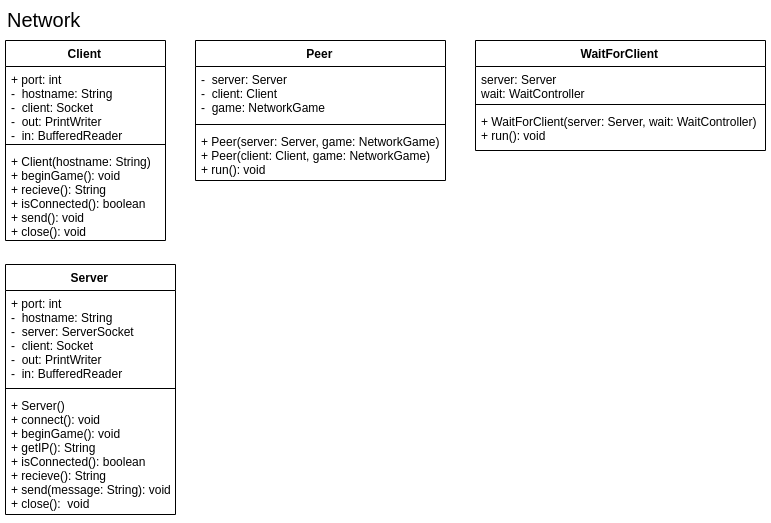 Network
Client
+ port: int
-  hostname: String
-  client: Socket
-  out: PrintWriter
-  in: BufferedReader
+ Client(hostname: String)
+ beginGame(): void
+ recieve(): String
+ isConnected(): boolean
+ send(): void
+ close(): void
Peer
-  server: Server
-  client: Client
-  game: NetworkGame
+ Peer(server: Server, game: NetworkGame)
+ Peer(client: Client, game: NetworkGame)
+ run(): void
WaitForClient
server: Server
wait: WaitController
+ WaitForClient(server: Server, wait: WaitController)
+ run(): void
Server
+ port: int
-  hostname: String
-  server: ServerSocket
-  client: Socket
-  out: PrintWriter
-  in: BufferedReader
+ Server()
+ connect(): void
+ beginGame(): void
+ getIP(): String
+ isConnected(): boolean
+ recieve(): String
+ send(message: String): void
+ close():  void